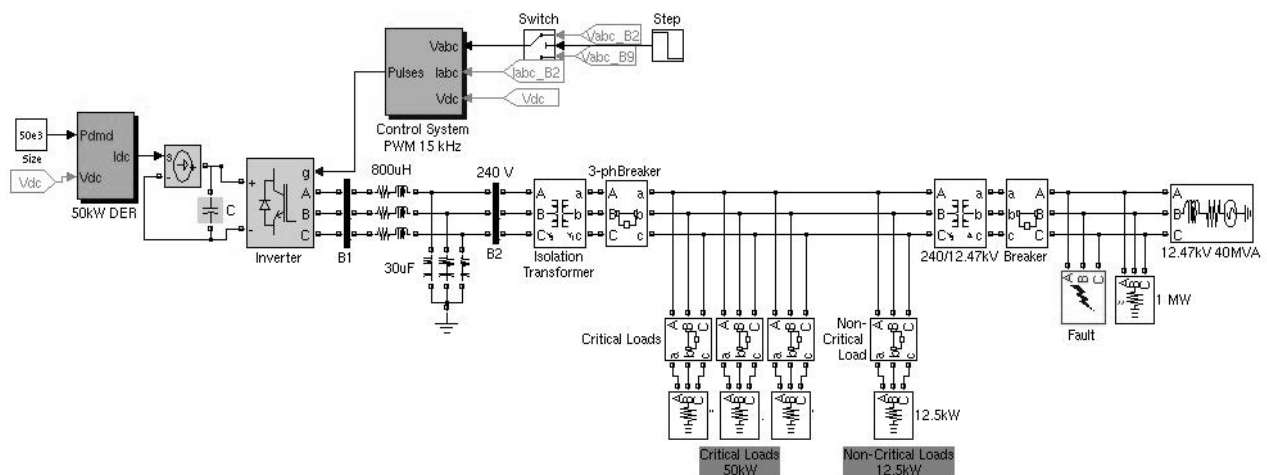 Switch
Step
Vabc_B2
Vabc_B9
Vabc
Pulses
Iabc
Iabc_B2
Vdc
Vdc
Control System
PWM 15 kHz
50e3
Size
Pdmd
Idc
Vdc
Vdc
50kW DER
s
-
C
+
-
g
A
B
C
Inverter
B1
800uH
30uF
240 V
B2
A a
B b
C c
Isolation
Transformer
3-phBreaker
A a
B b
C c
A a
B b
C c
240/12.47kV
a A
b B
c C
Breaker
A
B
C
12.47kV 40MVA
A B C
Fault
A B C
1 MW
Critical Loads
A B C
a b c
A B C
a b c
A B C
a b c
Non-
Critical
Load
A B C
a b c
A B C
A B C
A B C
A B C
12.5kW
Critical Loads
50kW
Non-Critical Loads
12.5kW